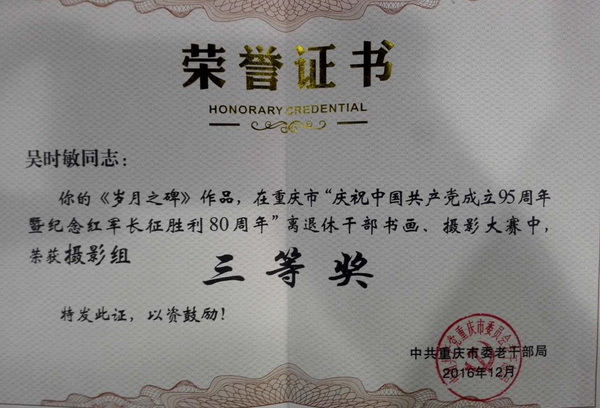 荣誉证书
HONORARY CREDENTIAL
吴时敏同志：
你的《岁月之碑》作品，在重庆市“庆祝中国共产党成立95周年
暨纪念红军长征胜利80周年”离退休干部书画、摄影大赛中，
荣获摄影组
三等奖
特发此证，以资鼓励！
中共重庆市委老干部局
2016年12月